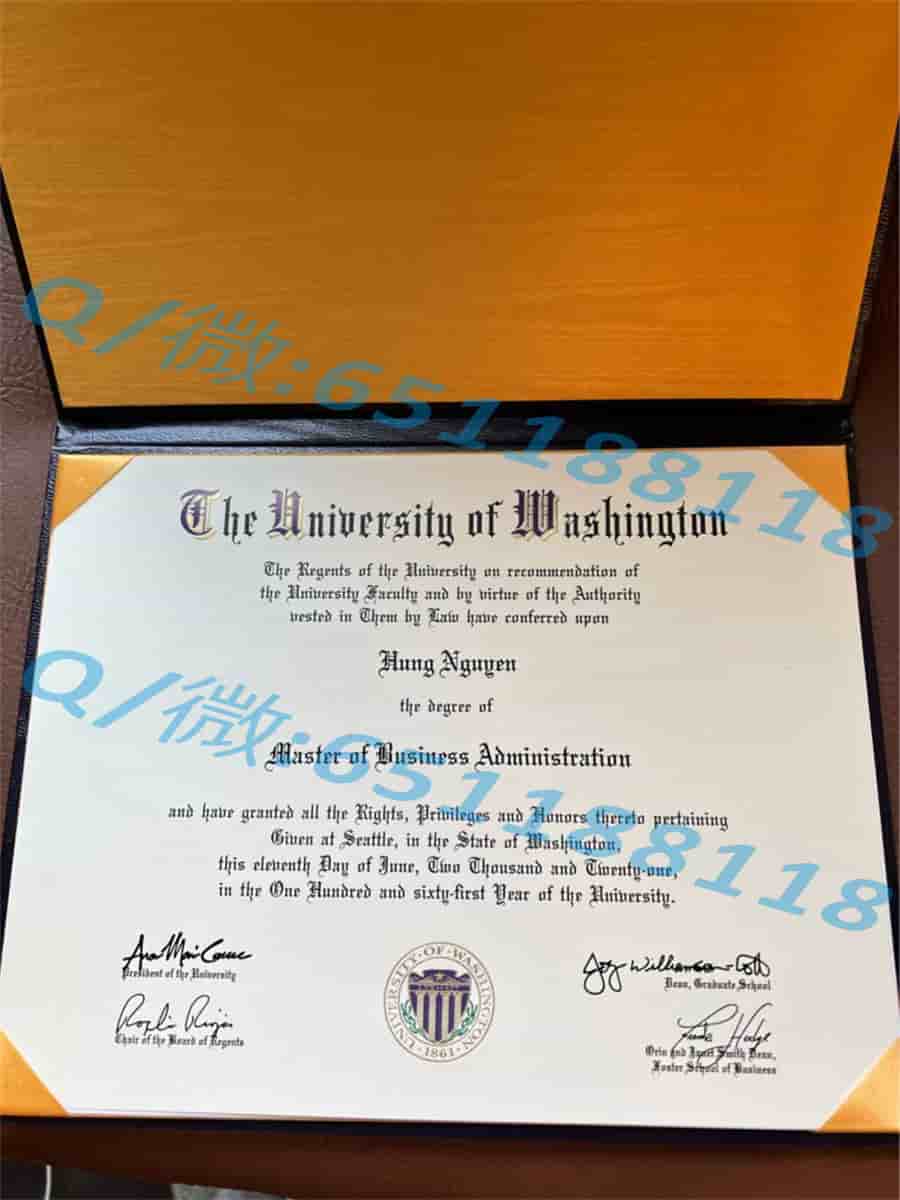 Q/微:651188118
The University of Washington
The Regents of the University on recommendation of
the University Faculty and by virtue of the Authority
vested in Them by Law have conferred upon
Hung Nguyen
the degree of
Q/微:651188118
Master of Business Administration
and have granted all the Rights, Privileges and Honors thereto pertaining
Given at Seattle, in the State of Washington,
this eleventh Day of June, Two Thousand and Twenty-one,
in the One Hundred and sixty-first Year of the University.
President of the University
Dean, Graduate School
Chair of the Board of Regents
Orin and Janet Smith Dean,
Foster School of Business
UNIVERSITY·OF·WASHINGTON
·1861·